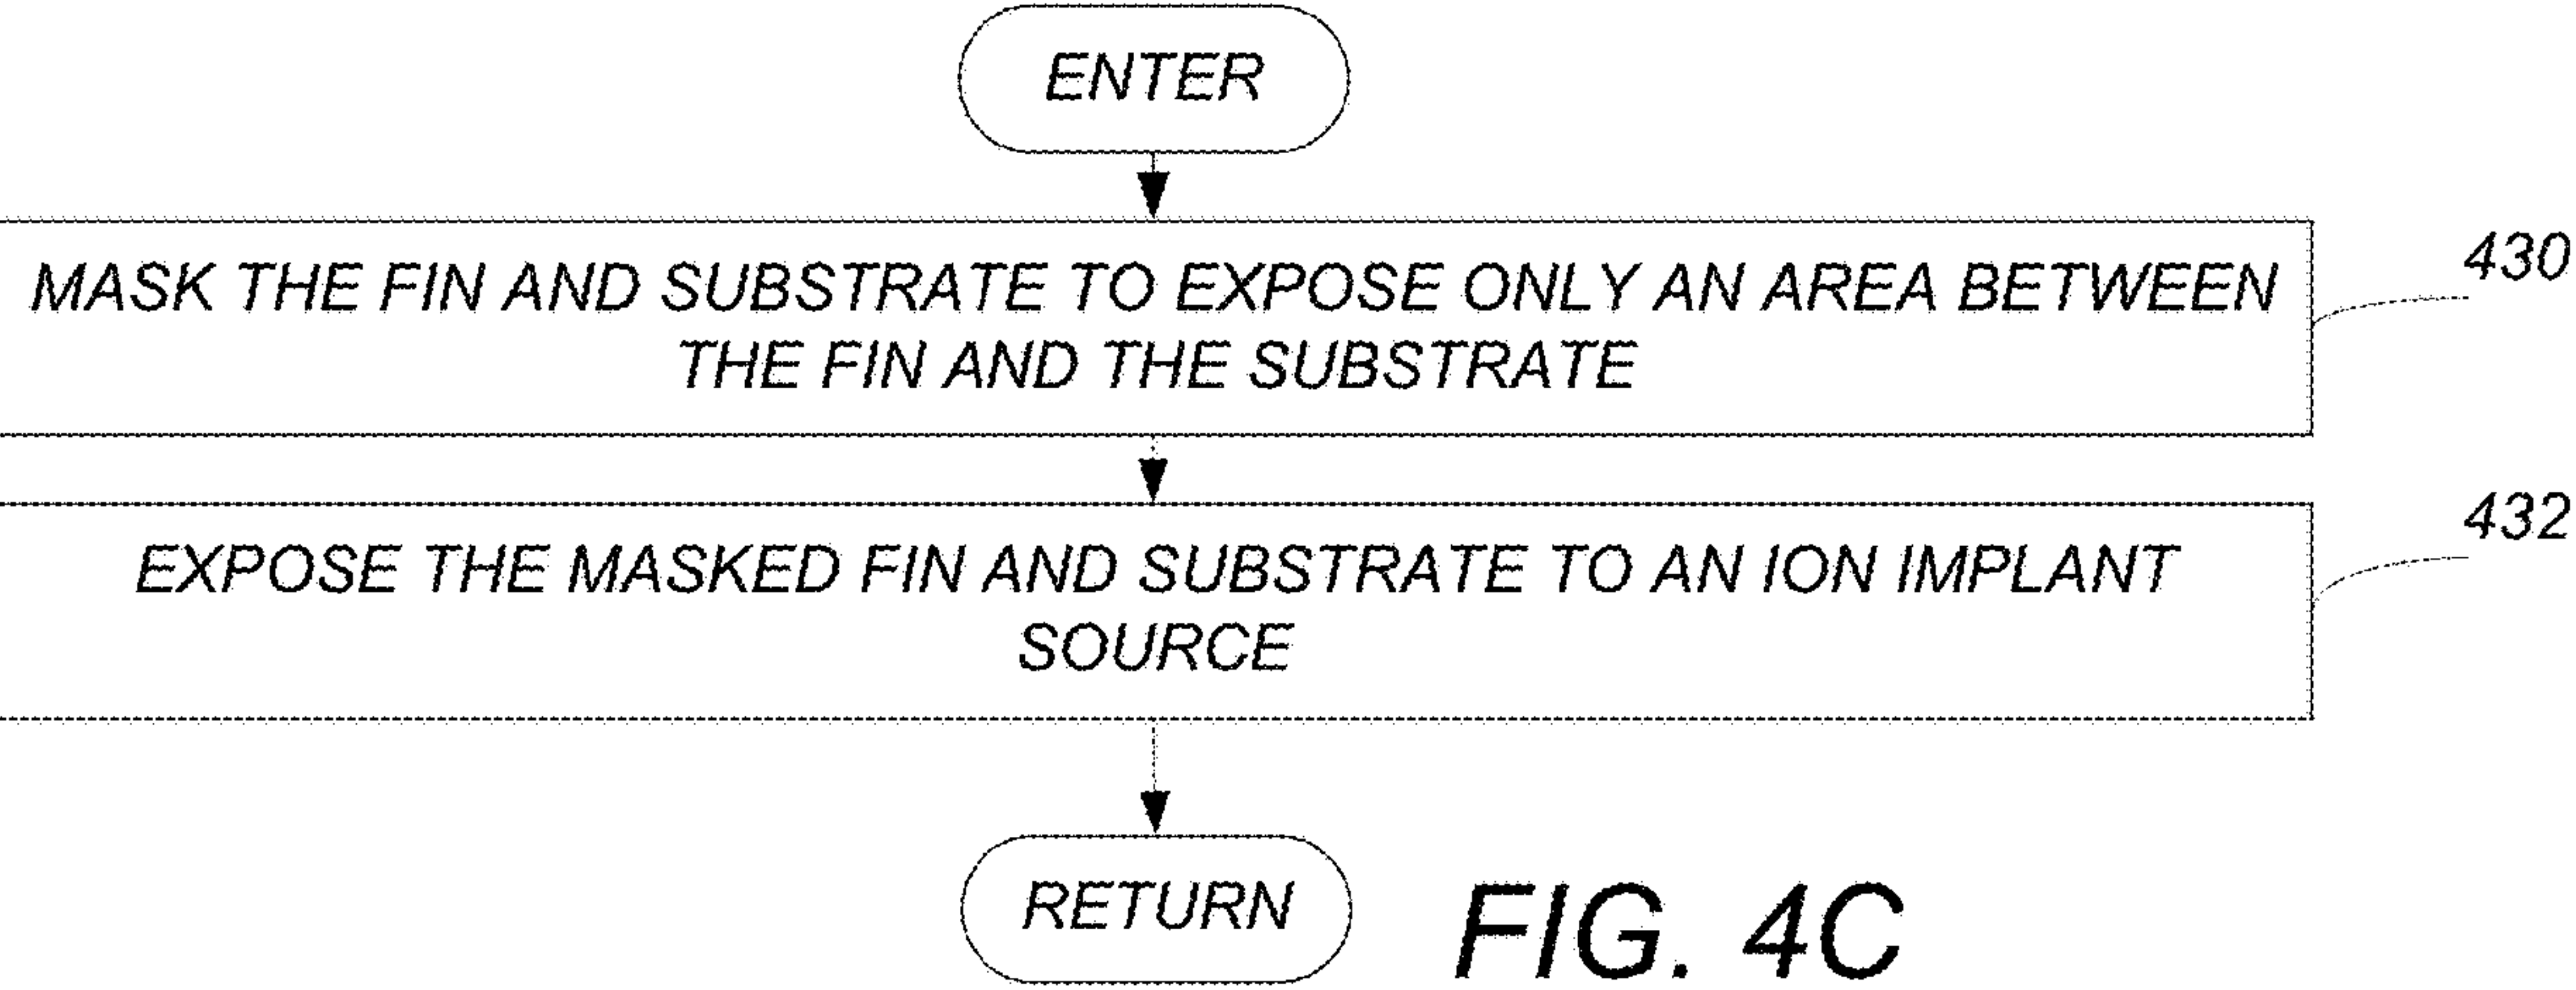 ENTER
MASK THE FIN AND SUBSTRATE TO EXPOSE ONLY AN AREA BETWEEN
THE FIN AND THE SUBSTRATE
430
EXPOSE THE MASKED FIN AND SUBSTRATE TO AN ION IMPLANT
SOURCE
432
RETURN
FIG. 4C